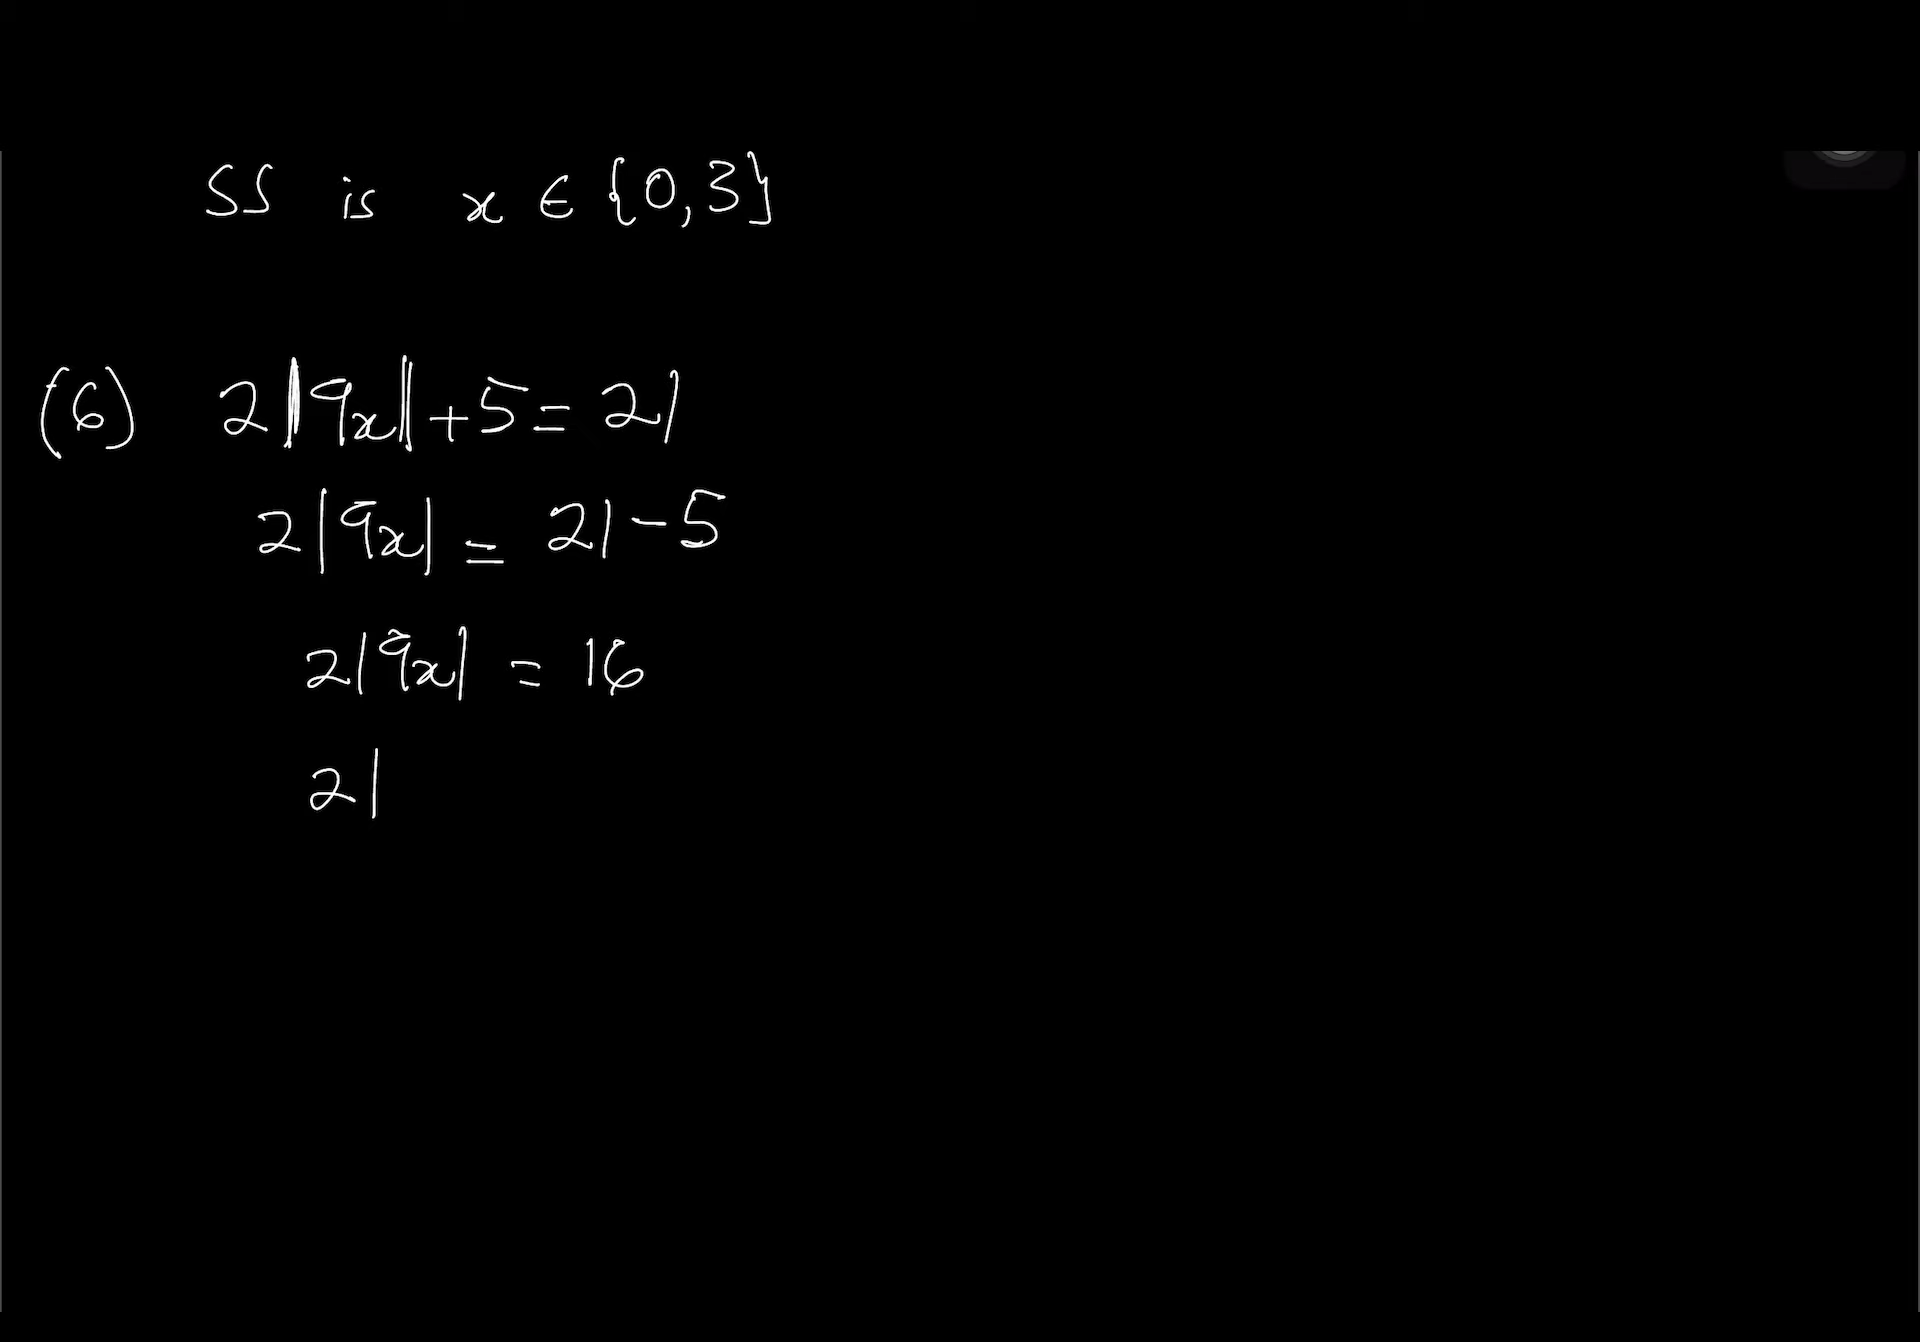 SS is x ∈ {0,3}
(6) 2|9x|+5=21
2|9x| = 21-5
2|9x| = 16
2|